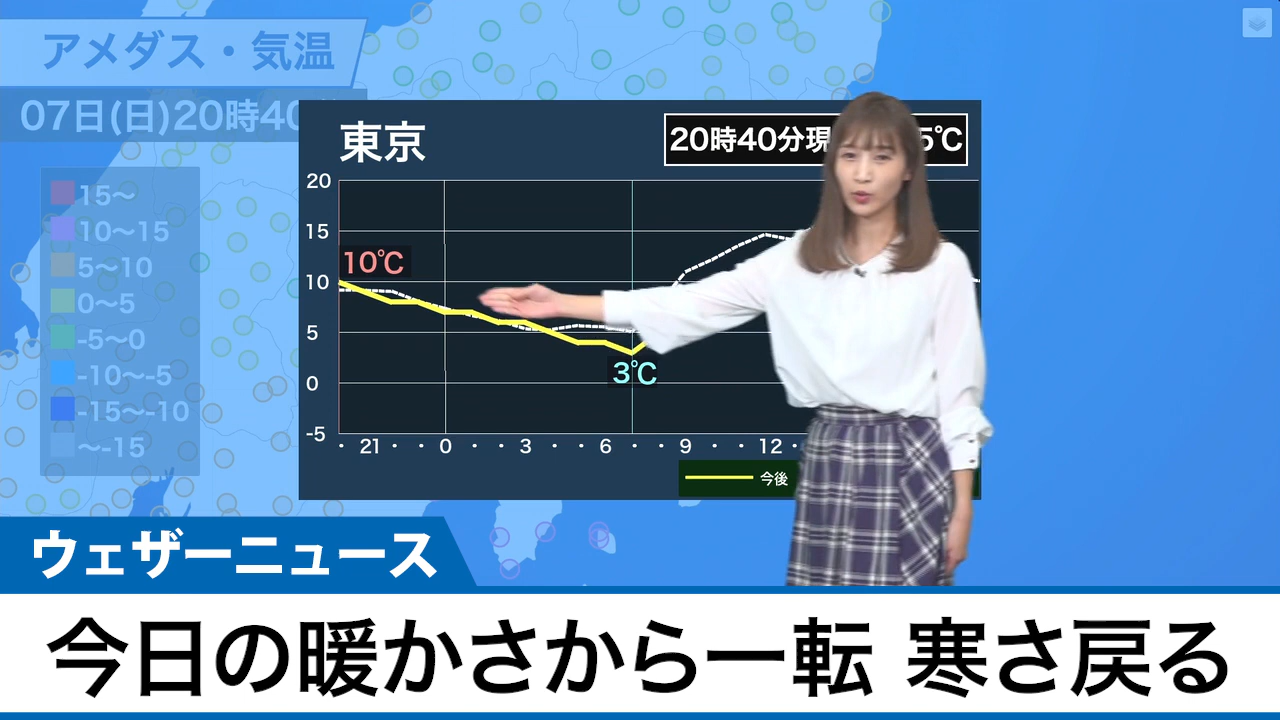 アメダス・気温
07日(日)20時40
15〜
10〜15
5〜10
0〜5
-5〜0
-10〜-5
-15〜-10
〜-15
東京
20時40分現 5℃
20
15
10
5
0
-5
10℃
3℃
・ 21 ・ ・ 0 ・ ・ 3 ・ ・ 6 ・ ・ 9 ・ ・ 12 ・
今後
ウェザーニュース
今日の暖かさから一転 寒さ戻る